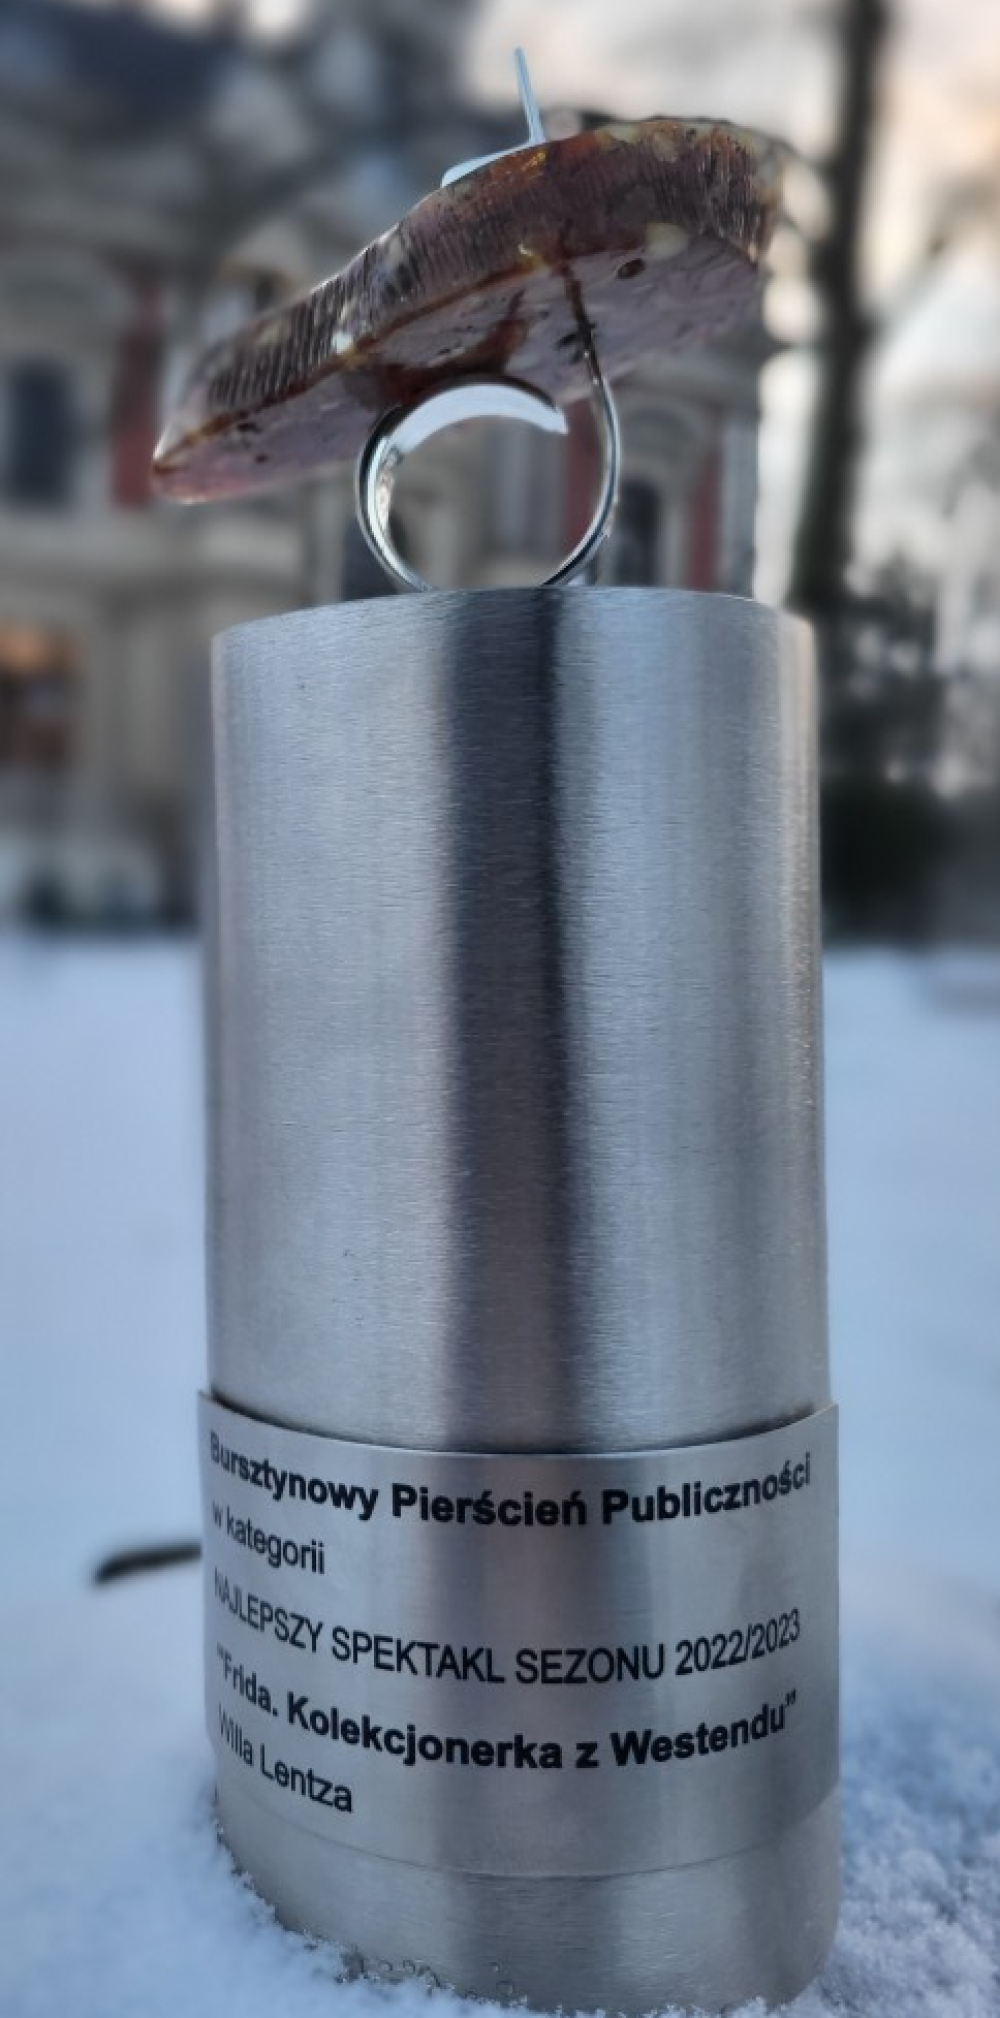 Bursztynowy Pierścień Publiczności
w kategorii
NAJLEPSZY SPEKTAKL SEZONU 2022/2023
"Frida. Kolekcjonerka z Westendu"
Willa Lentza